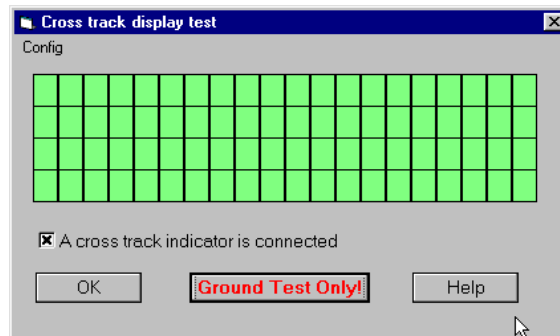 Cross track display test
Config
A cross track indicator is connected
OK Ground Test Only! Help